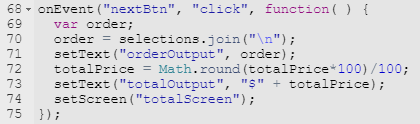 68 onEvent("nextBtn", "click", function( ) {
69 var order;
70 order = selections.join("\n");
71 setText("orderOutput", order);
72 totalPrice = Math.round(totalPrice*100)/100;
73 setText("totalOutput", "$" + totalPrice);
74 setScreen("totalScreen");
75 });